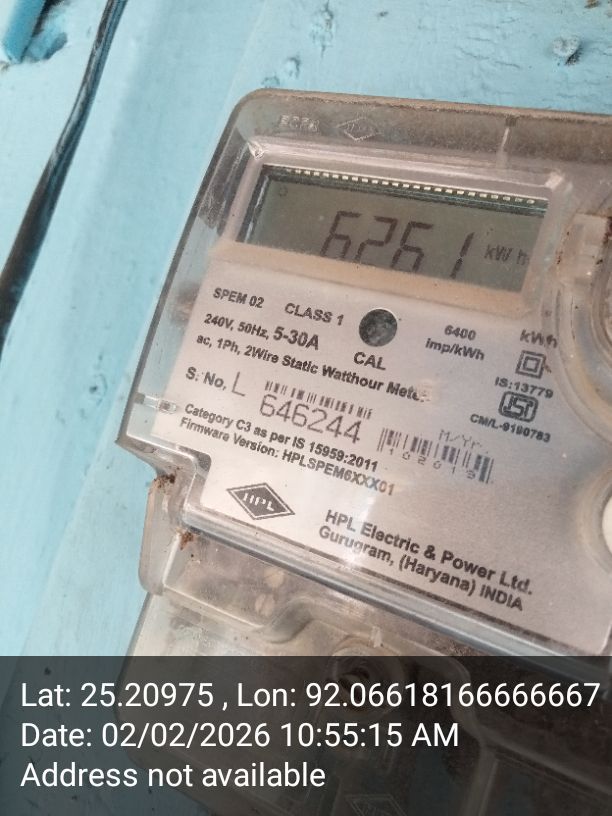 HPL
6261 kWh
SPEM 02 CLASS 1 6400 kWh
240V, 50Hz, 5-30A imp/kWh
ac, 1Ph, 2Wire Static Watthour Meter
CAL
IS:13779
S. No. L 646244
CM/L-9190783
M/Yr.
102019
Category C3 as per IS 15959:2011
Firmware Version: HPLSPEM6XXX01
HPL
HPL Electric & Power Ltd.
Gurugram, (Haryana) INDIA
Lat: 25.20975 , Lon: 92.06618166666667
Date: 02/02/2026 10:55:15 AM
Address not available